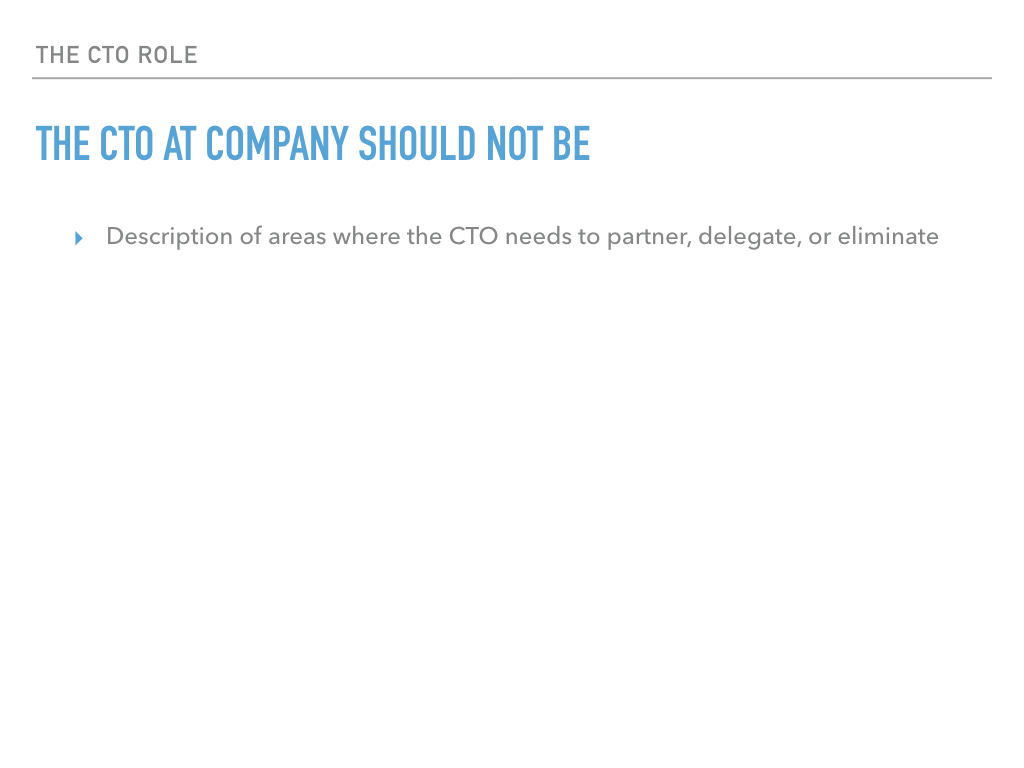 THE CTO ROLE
THE CTO AT COMPANY SHOULD NOT BE
▸ Description of areas where the CTO needs to partner, delegate, or eliminate